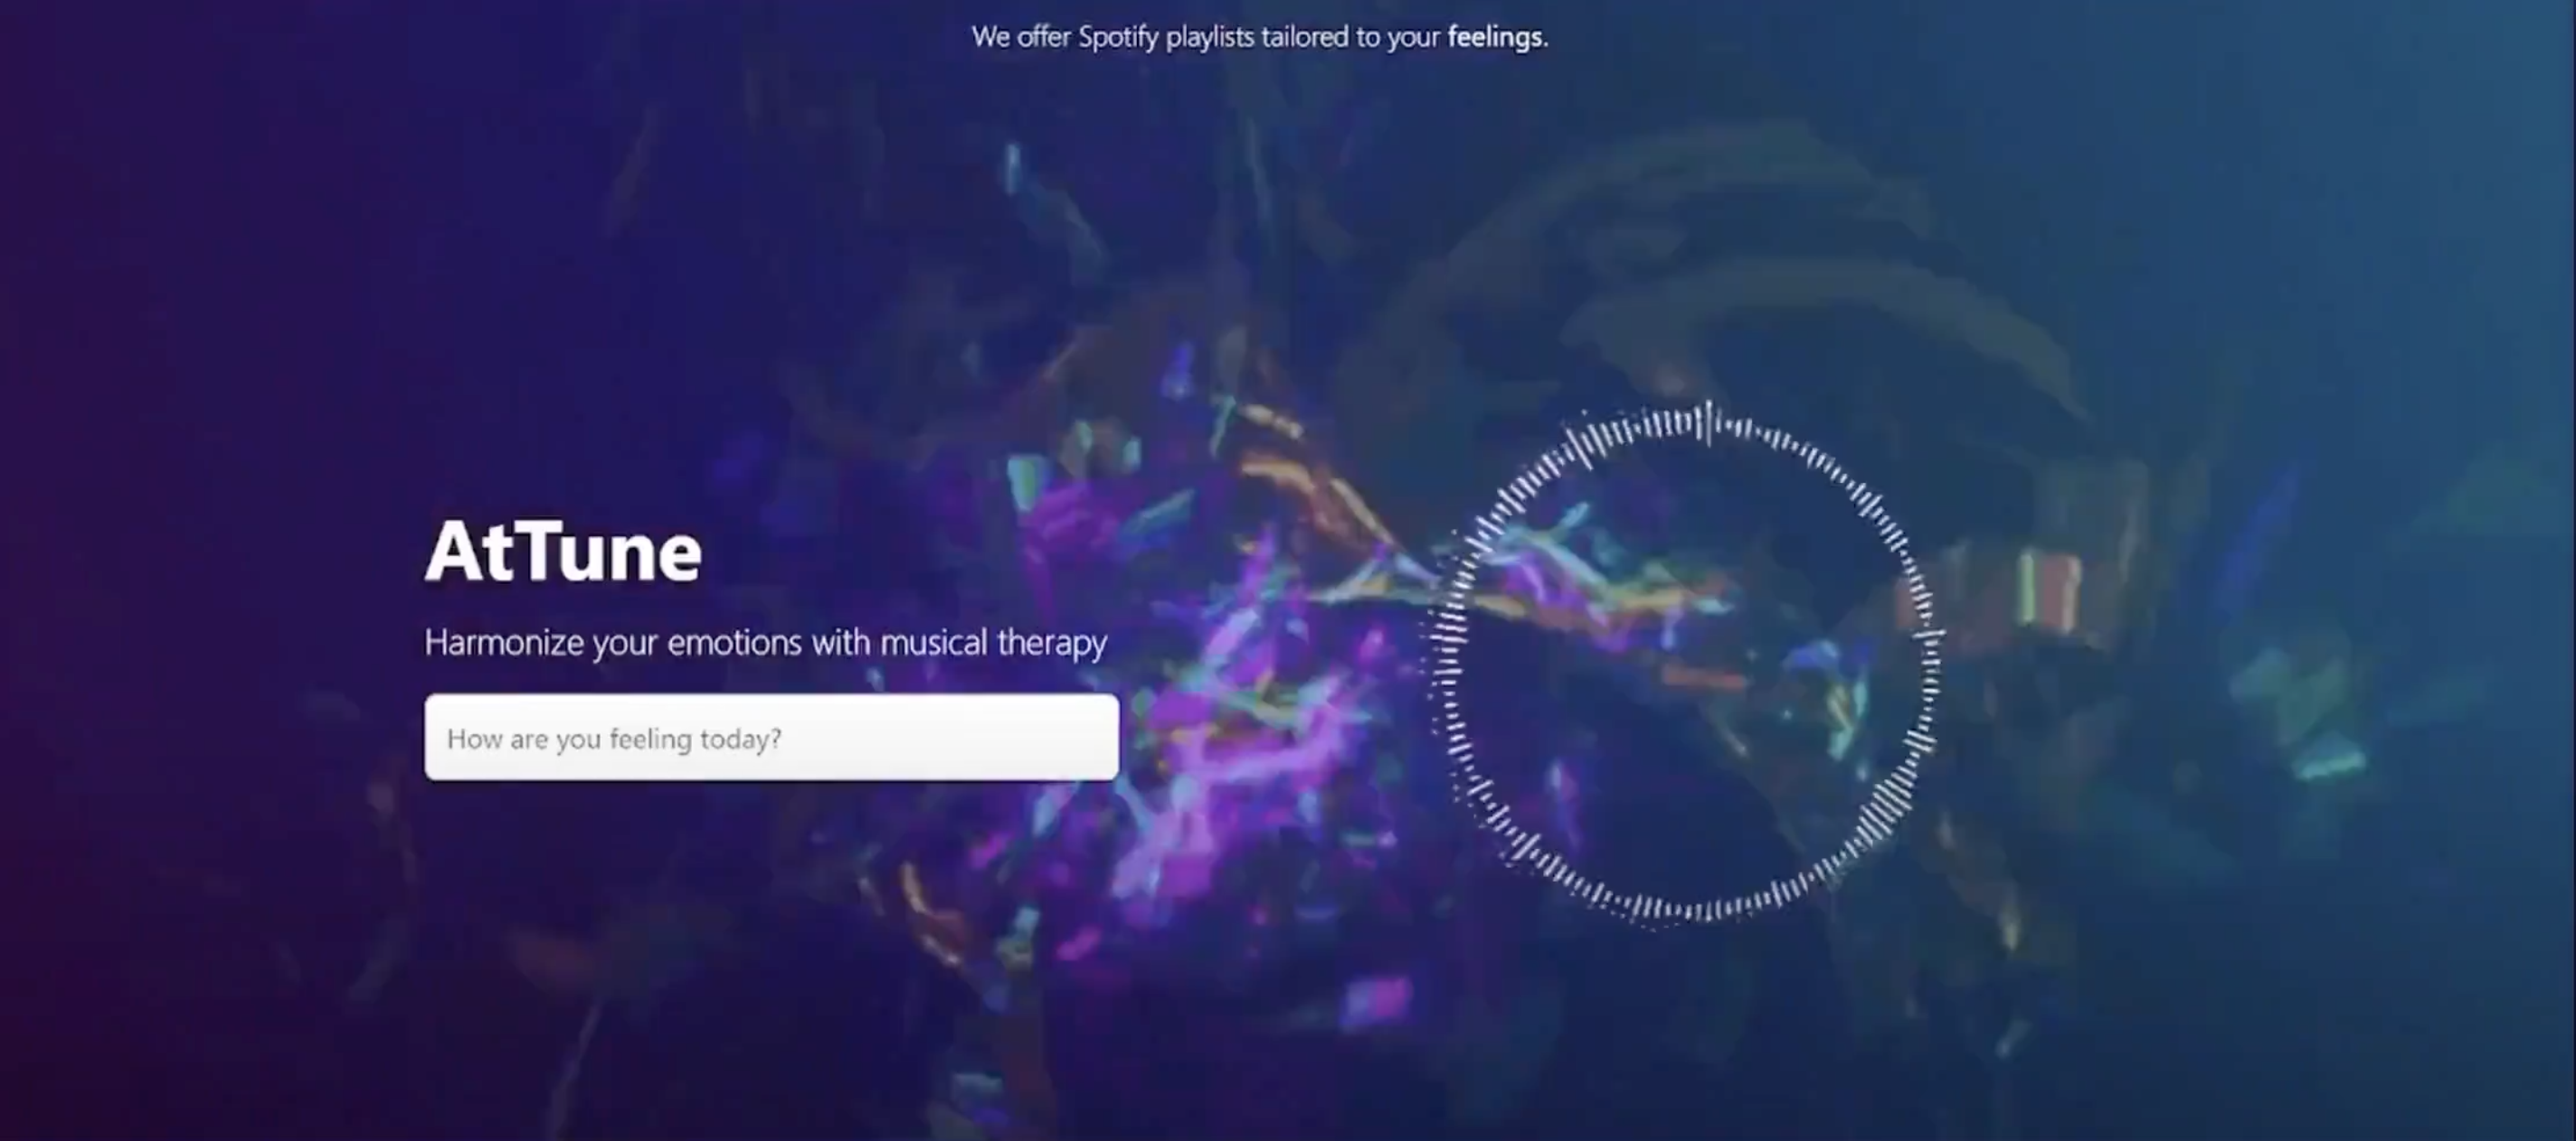 We offer Spotify playlists tailored to your feelings.
AtTune
Harmonize your emotions with musical therapy
How are you feeling today?